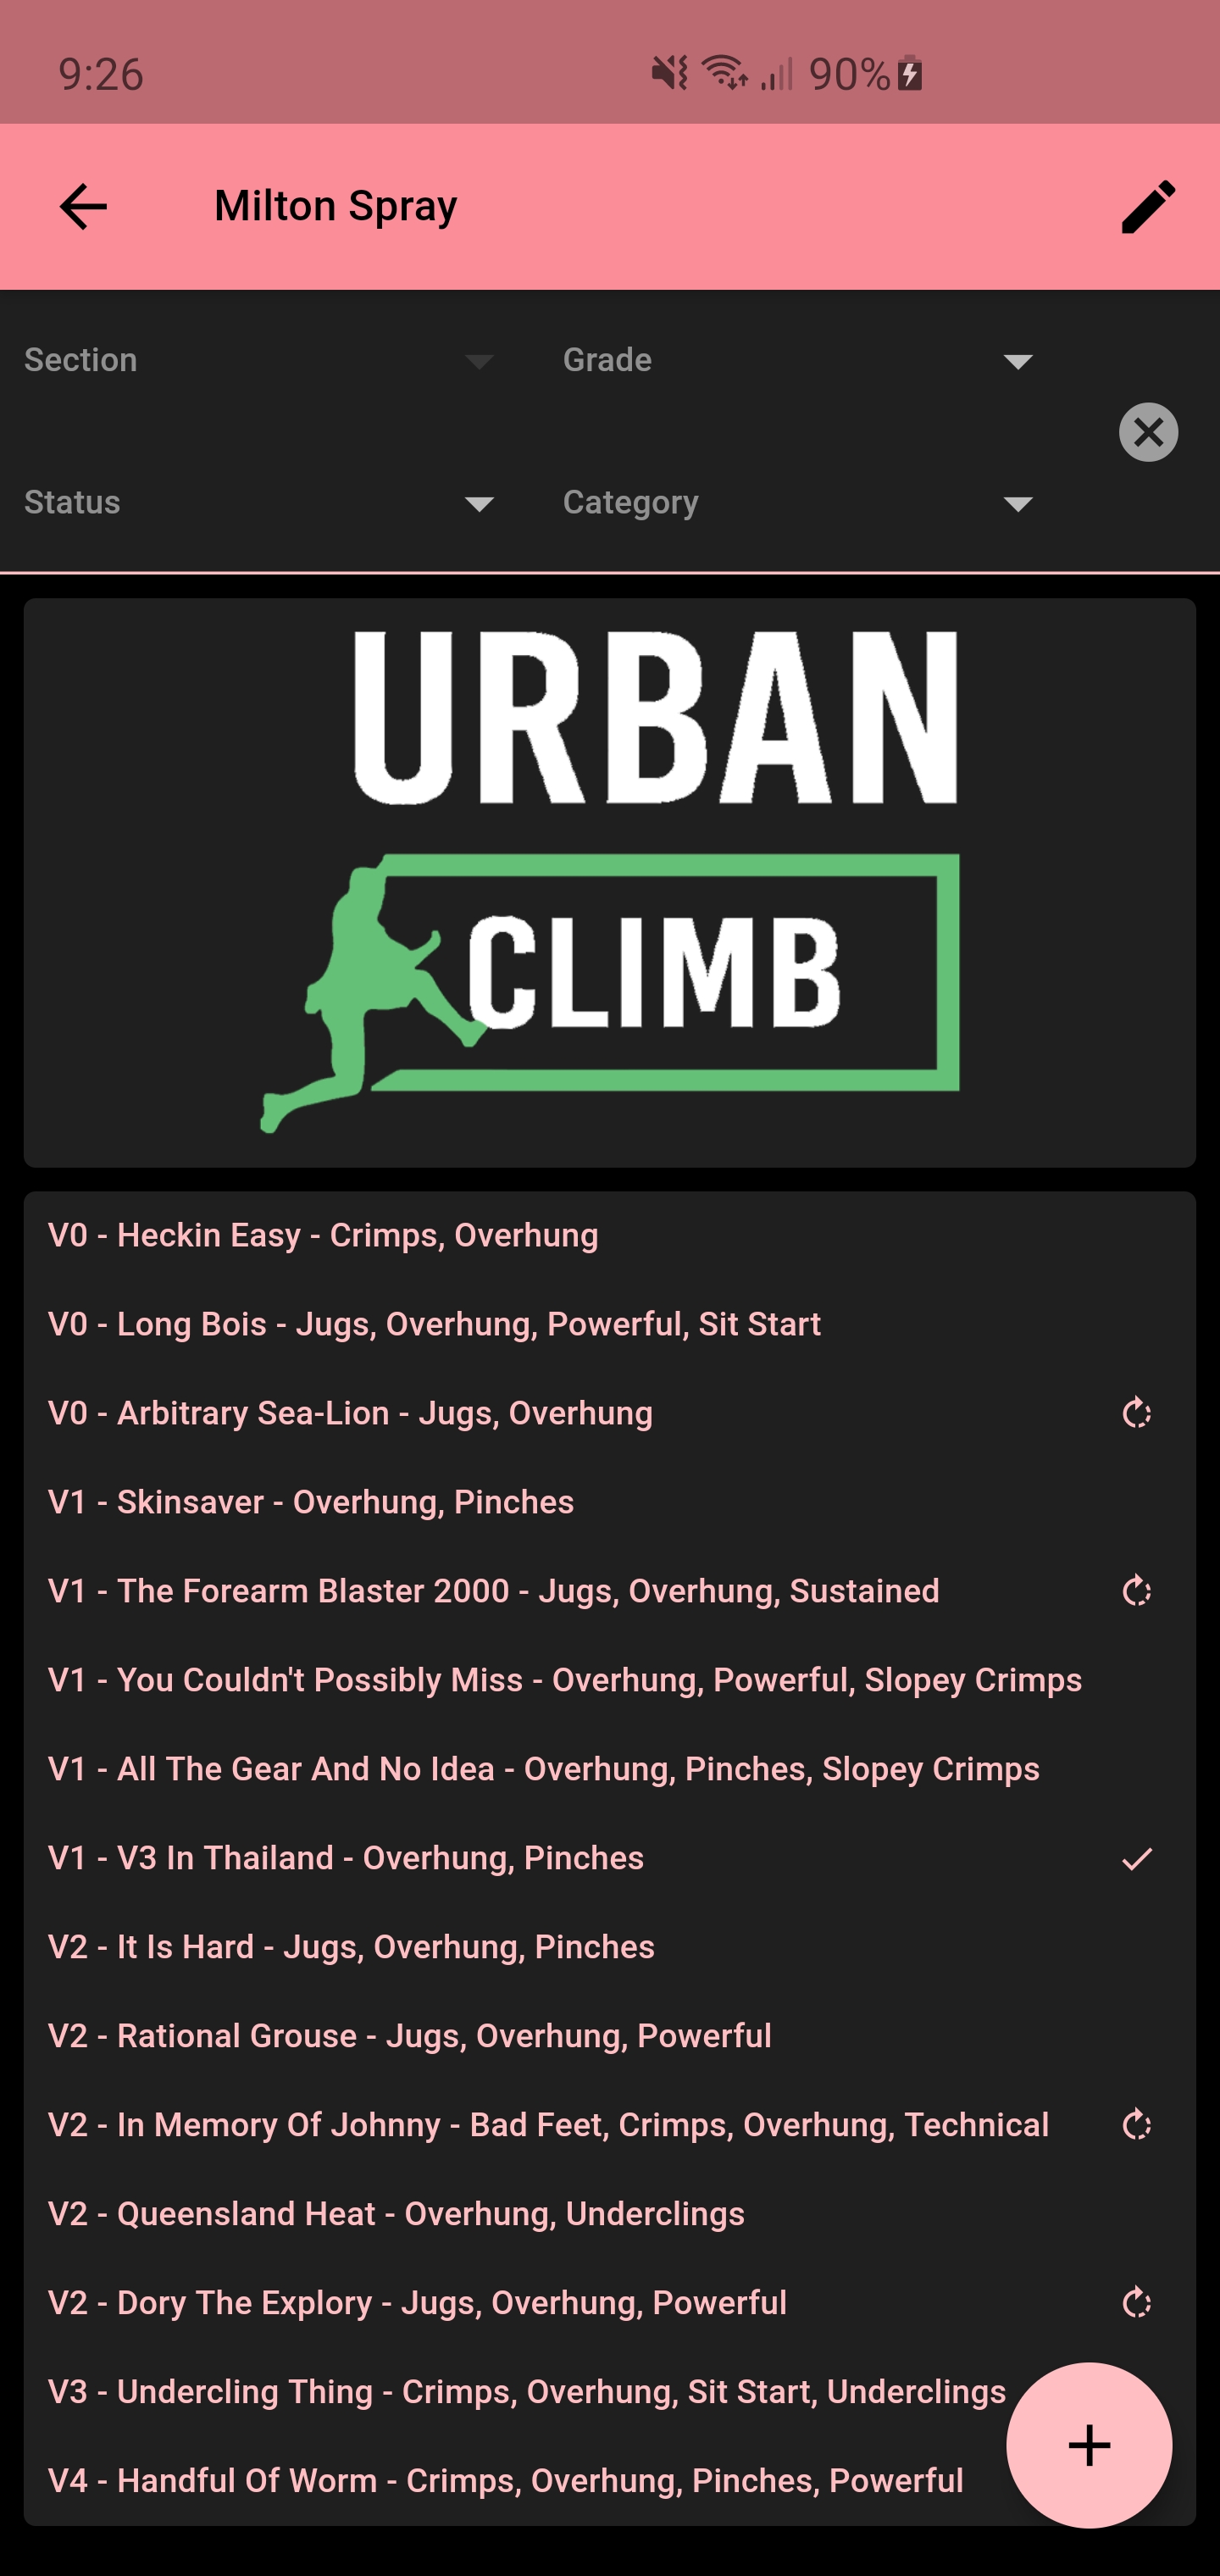 9:26
90%
Milton Spray
Section
Grade
Status
Category
URBAN
CLIMB
V0 - Heckin Easy - Crimps, Overhung
V0 - Long Bois - Jugs, Overhung, Powerful, Sit Start
V0 - Arbitrary Sea-Lion - Jugs, Overhung
V1 - Skinsaver - Overhung, Pinches
V1 - The Forearm Blaster 2000 - Jugs, Overhung, Sustained
V1 - You Couldn't Possibly Miss - Overhung, Powerful, Slopey Crimps
V1 - All The Gear And No Idea - Overhung, Pinches, Slopey Crimps
V1 - V3 In Thailand - Overhung, Pinches
V2 - It Is Hard - Jugs, Overhung, Pinches
V2 - Rational Grouse - Jugs, Overhung, Powerful
V2 - In Memory Of Johnny - Bad Feet, Crimps, Overhung, Technical
V2 - Queensland Heat - Overhung, Underclings
V2 - Dory The Explory - Jugs, Overhung, Powerful
V3 - Undercling Thing - Crimps, Overhung, Sit Start, Underclings
V4 - Handful Of Worm - Crimps, Overhung, Pinches, Powerful